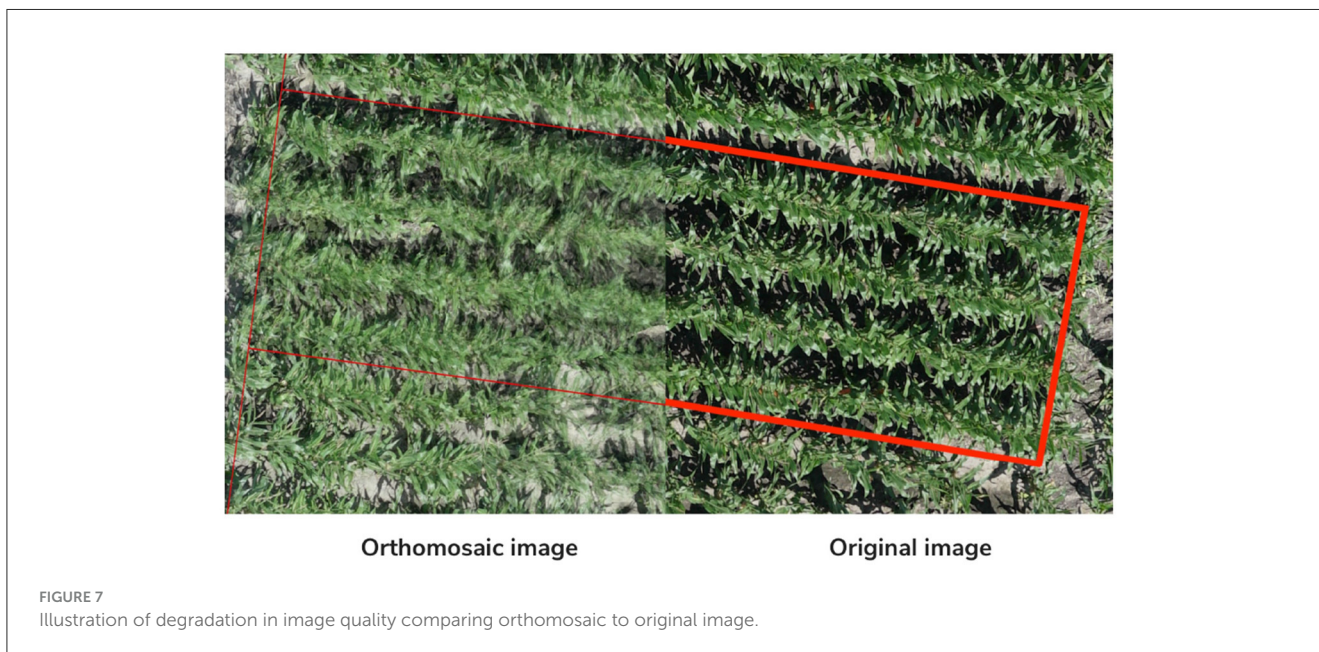 Orthomosaic image
Original image
FIGURE 7
Illustration of degradation in image quality comparing orthomosaic to original image.